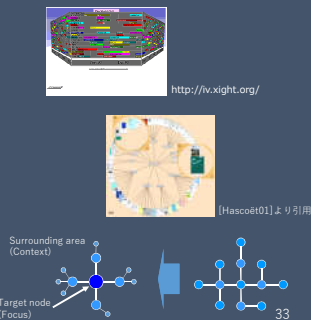 http://iv.xight.org/
[Hascoët01]より引用
Surrounding area
(Context)
Target node
(Focus)
33